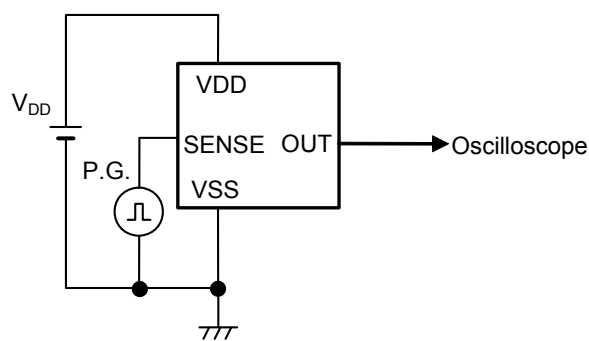 VDD
V_DD
SENSE OUT
Oscilloscope
P.G.
VSS